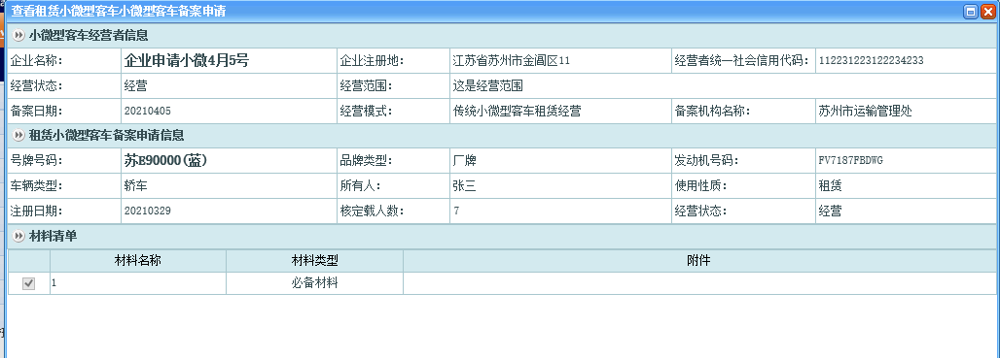 查看租赁小微型客车小微型客车备案申请
小微型客车经营者信息
企业名称: 企业申请小微4月5号 企业注册地: 江苏省苏州市金阊区11 经营者统一社会信用代码: 112231223122234233
经营状态: 经营 经营范围: 这是经营范围
备案日期: 20210405 经营模式: 传统小微型客车租赁经营 备案机构名称: 苏州市运输管理处
租赁小微型客车备案申请信息
号牌号码: 苏E90000(蓝) 品牌类型: 厂牌 发动机号码: FV7187FBDWG
车辆类型: 轿车 所有人: 张三 使用性质: 租赁
注册日期: 20210329 核定载人数: 7 经营状态: 经营
材料清单
材料名称 材料类型 附件
1 必备材料